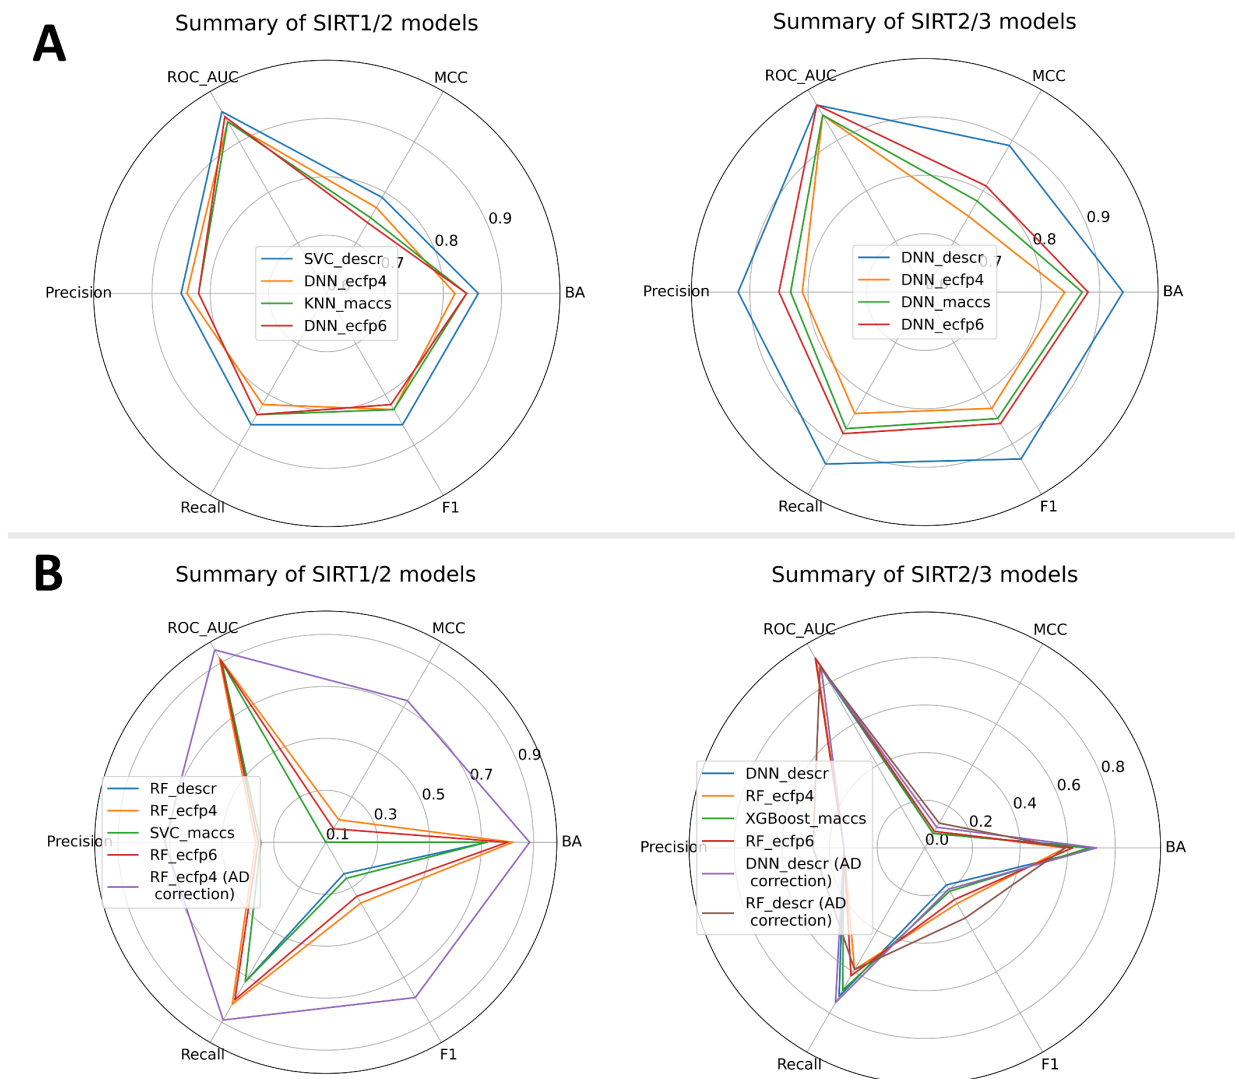 A
Summary of SIRT1/2 models
ROC_AUC
MCC
0.9
0.8
0.7
Precision
BA
SVC_descr
DNN_ecfp4
KNN_maccs
DNN_ecfp6
Recall
F1
Summary of SIRT2/3 models
ROC_AUC
MCC
0.9
0.8
0.7
Precision
BA
DNN_descr
DNN_ecfp4
DNN_maccs
DNN_ecfp6
Recall
F1
B
Summary of SIRT1/2 models
ROC_AUC
MCC
0.9
0.7
0.5
0.3
0.1
Precision
BA
RF_descr
RF_ecfp4
SVC_maccs
RF_ecfp6
RF_ecfp4 (AD
correction)
Recall
F1
Summary of SIRT2/3 models
ROC_AUC
MCC
0.8
0.6
0.4
0.2
0.0
Precision
BA
DNN_descr
RF_ecfp4
XGBoost_maccs
RF_ecfp6
DNN_descr (AD
correction)
RF_descr (AD
correction)
Recall
F1